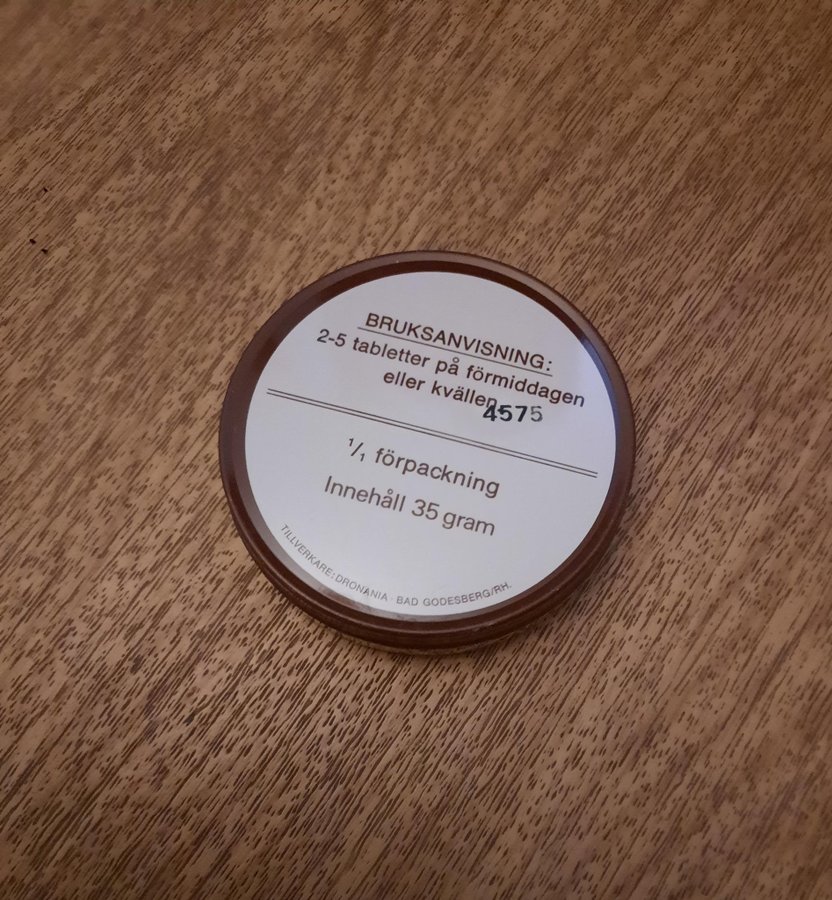 BRUKSANVISNING:
2-5 tabletter på förmiddagen
eller kvällen
4575
¹/₁ förpackning
Innehåll 35 gram
TILLVERKARE: DRONANIA · BAD GODESBERG/RH.